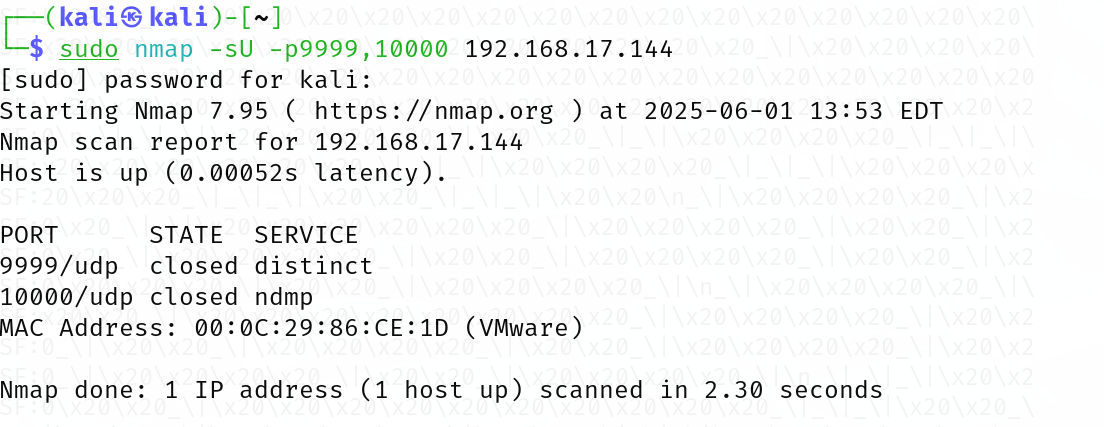 ┌──(kali㉿kali)-[~]
└─$ sudo nmap -sU -p9999,10000 192.168.17.144
[sudo] password for kali:
Starting Nmap 7.95 ( https://nmap.org ) at 2025-06-01 13:53 EDT
Nmap scan report for 192.168.17.144
Host is up (0.00052s latency).

PORT      STATE  SERVICE
9999/udp  closed distinct
10000/udp closed ndmp
MAC Address: 00:0C:29:86:CE:1D (VMware)

Nmap done: 1 IP address (1 host up) scanned in 2.30 seconds